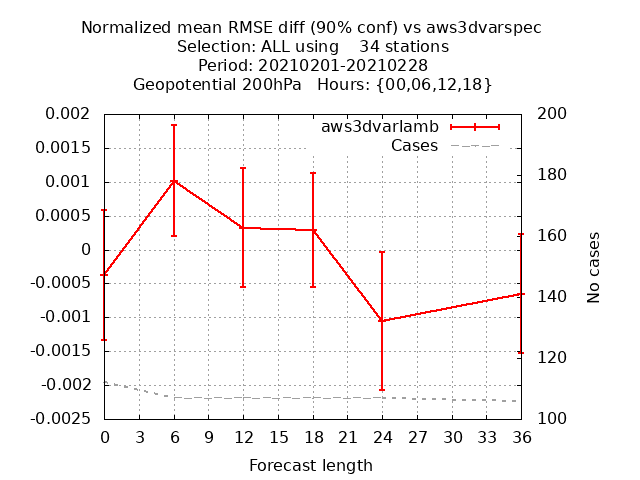 Normalized mean RMSE diff (90% conf) vs aws3dvarspec
Selection: ALL using    34 stations
Period: 20210201-20210228
Geopotential 200hPa   Hours: {00,06,12,18}
aws3dvarlamb
Cases
0.002
0.0015
0.001
0.0005
0
-0.0005
-0.001
-0.0015
-0.002
-0.0025
200
180
160
140
120
100
No cases
0 3 6 9 12 15 18 21 24 27 30 33 36
Forecast length